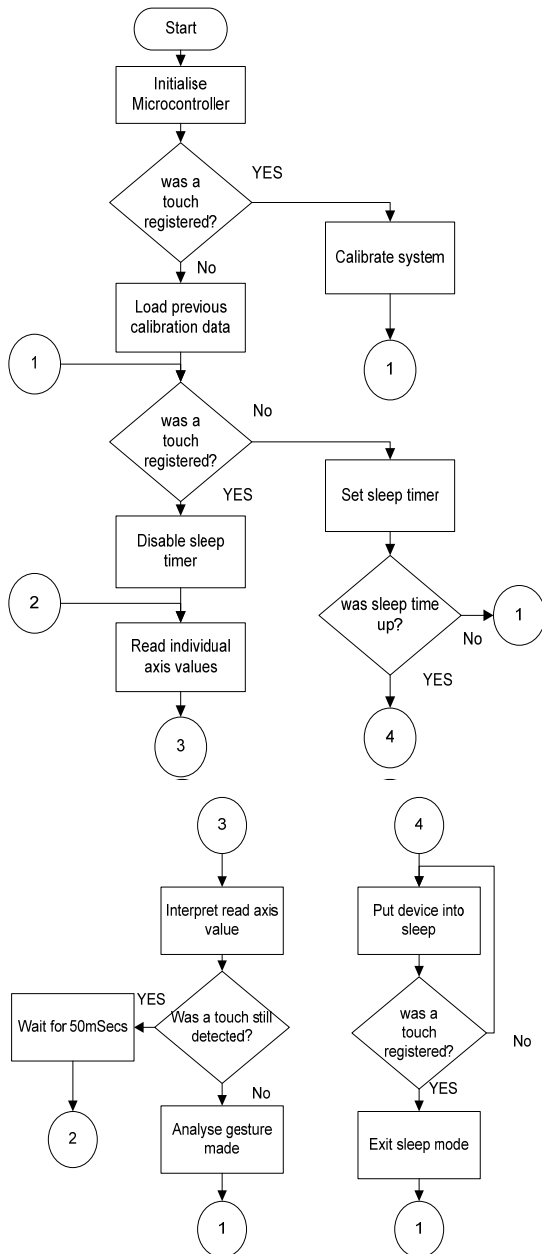 Start
Initialise
Microcontroller
was a
touch
registered?
YES
No
Calibrate system
Load previous
calibration data
1
1
was a
touch
registered?
No
YES
Set sleep timer
Disable sleep
timer
2
was sleep time
up?
No
1
YES
Read individual
axis values
3
4
3
Interpret read axis
value
Was a touch still
detected?
YES
Wait for 50mSecs
2
No
Analyse gesture
made
1
4
Put device into
sleep
was a
touch
registered?
No
YES
Exit sleep mode
1